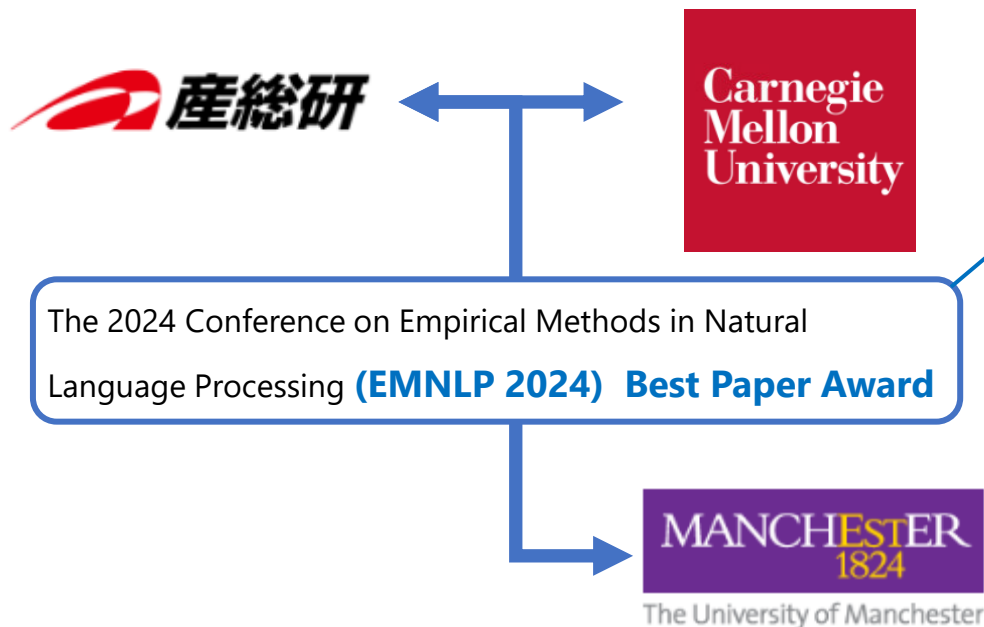 産総研
Carnegie
Mellon
University
The 2024 Conference on Empirical Methods in Natural
Language Processing (EMNLP 2024) Best Paper Award
MANCHEsTER
1824
The University of Manchester